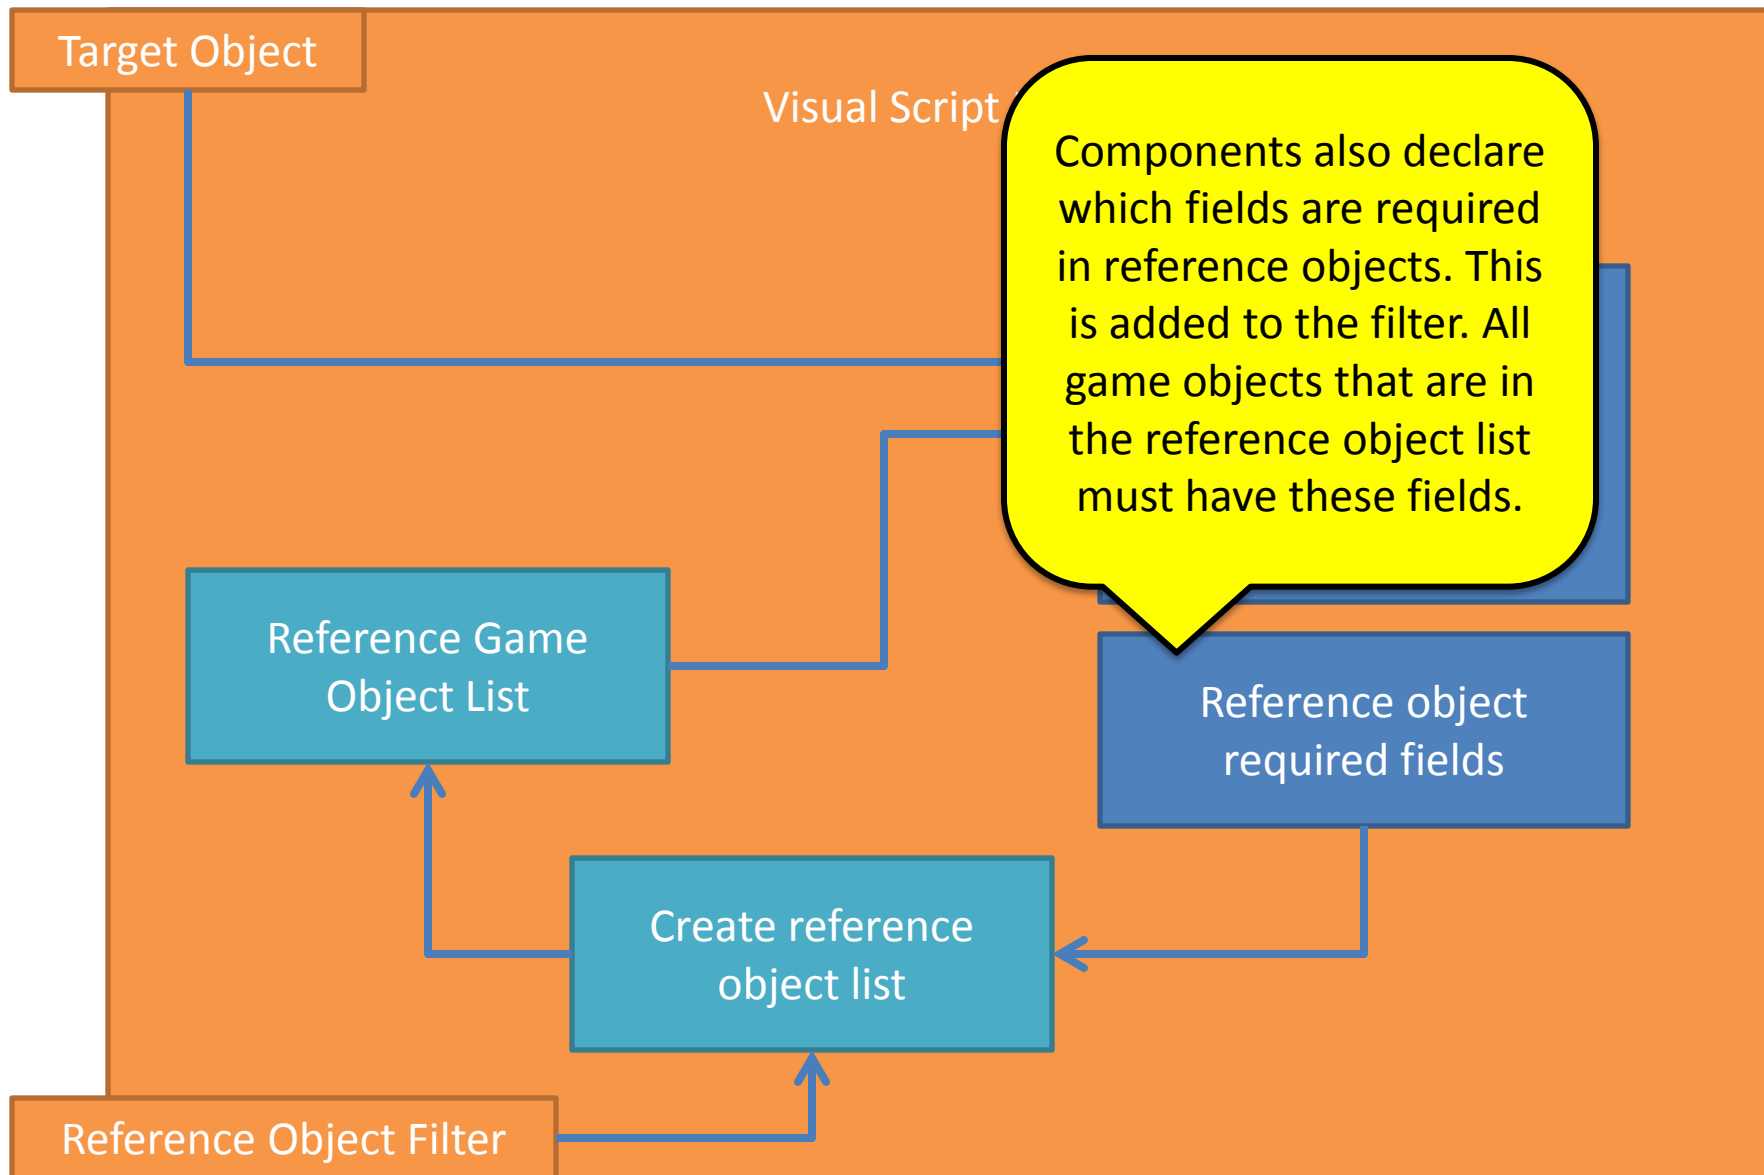 Target Object
Visual Script
Components also declare
which fields are required
in reference objects. This
is added to the filter. All
game objects that are in
the reference object list
must have these fields.
Reference Game
Object List
Reference object
required fields
Create reference
object list
Reference Object Filter